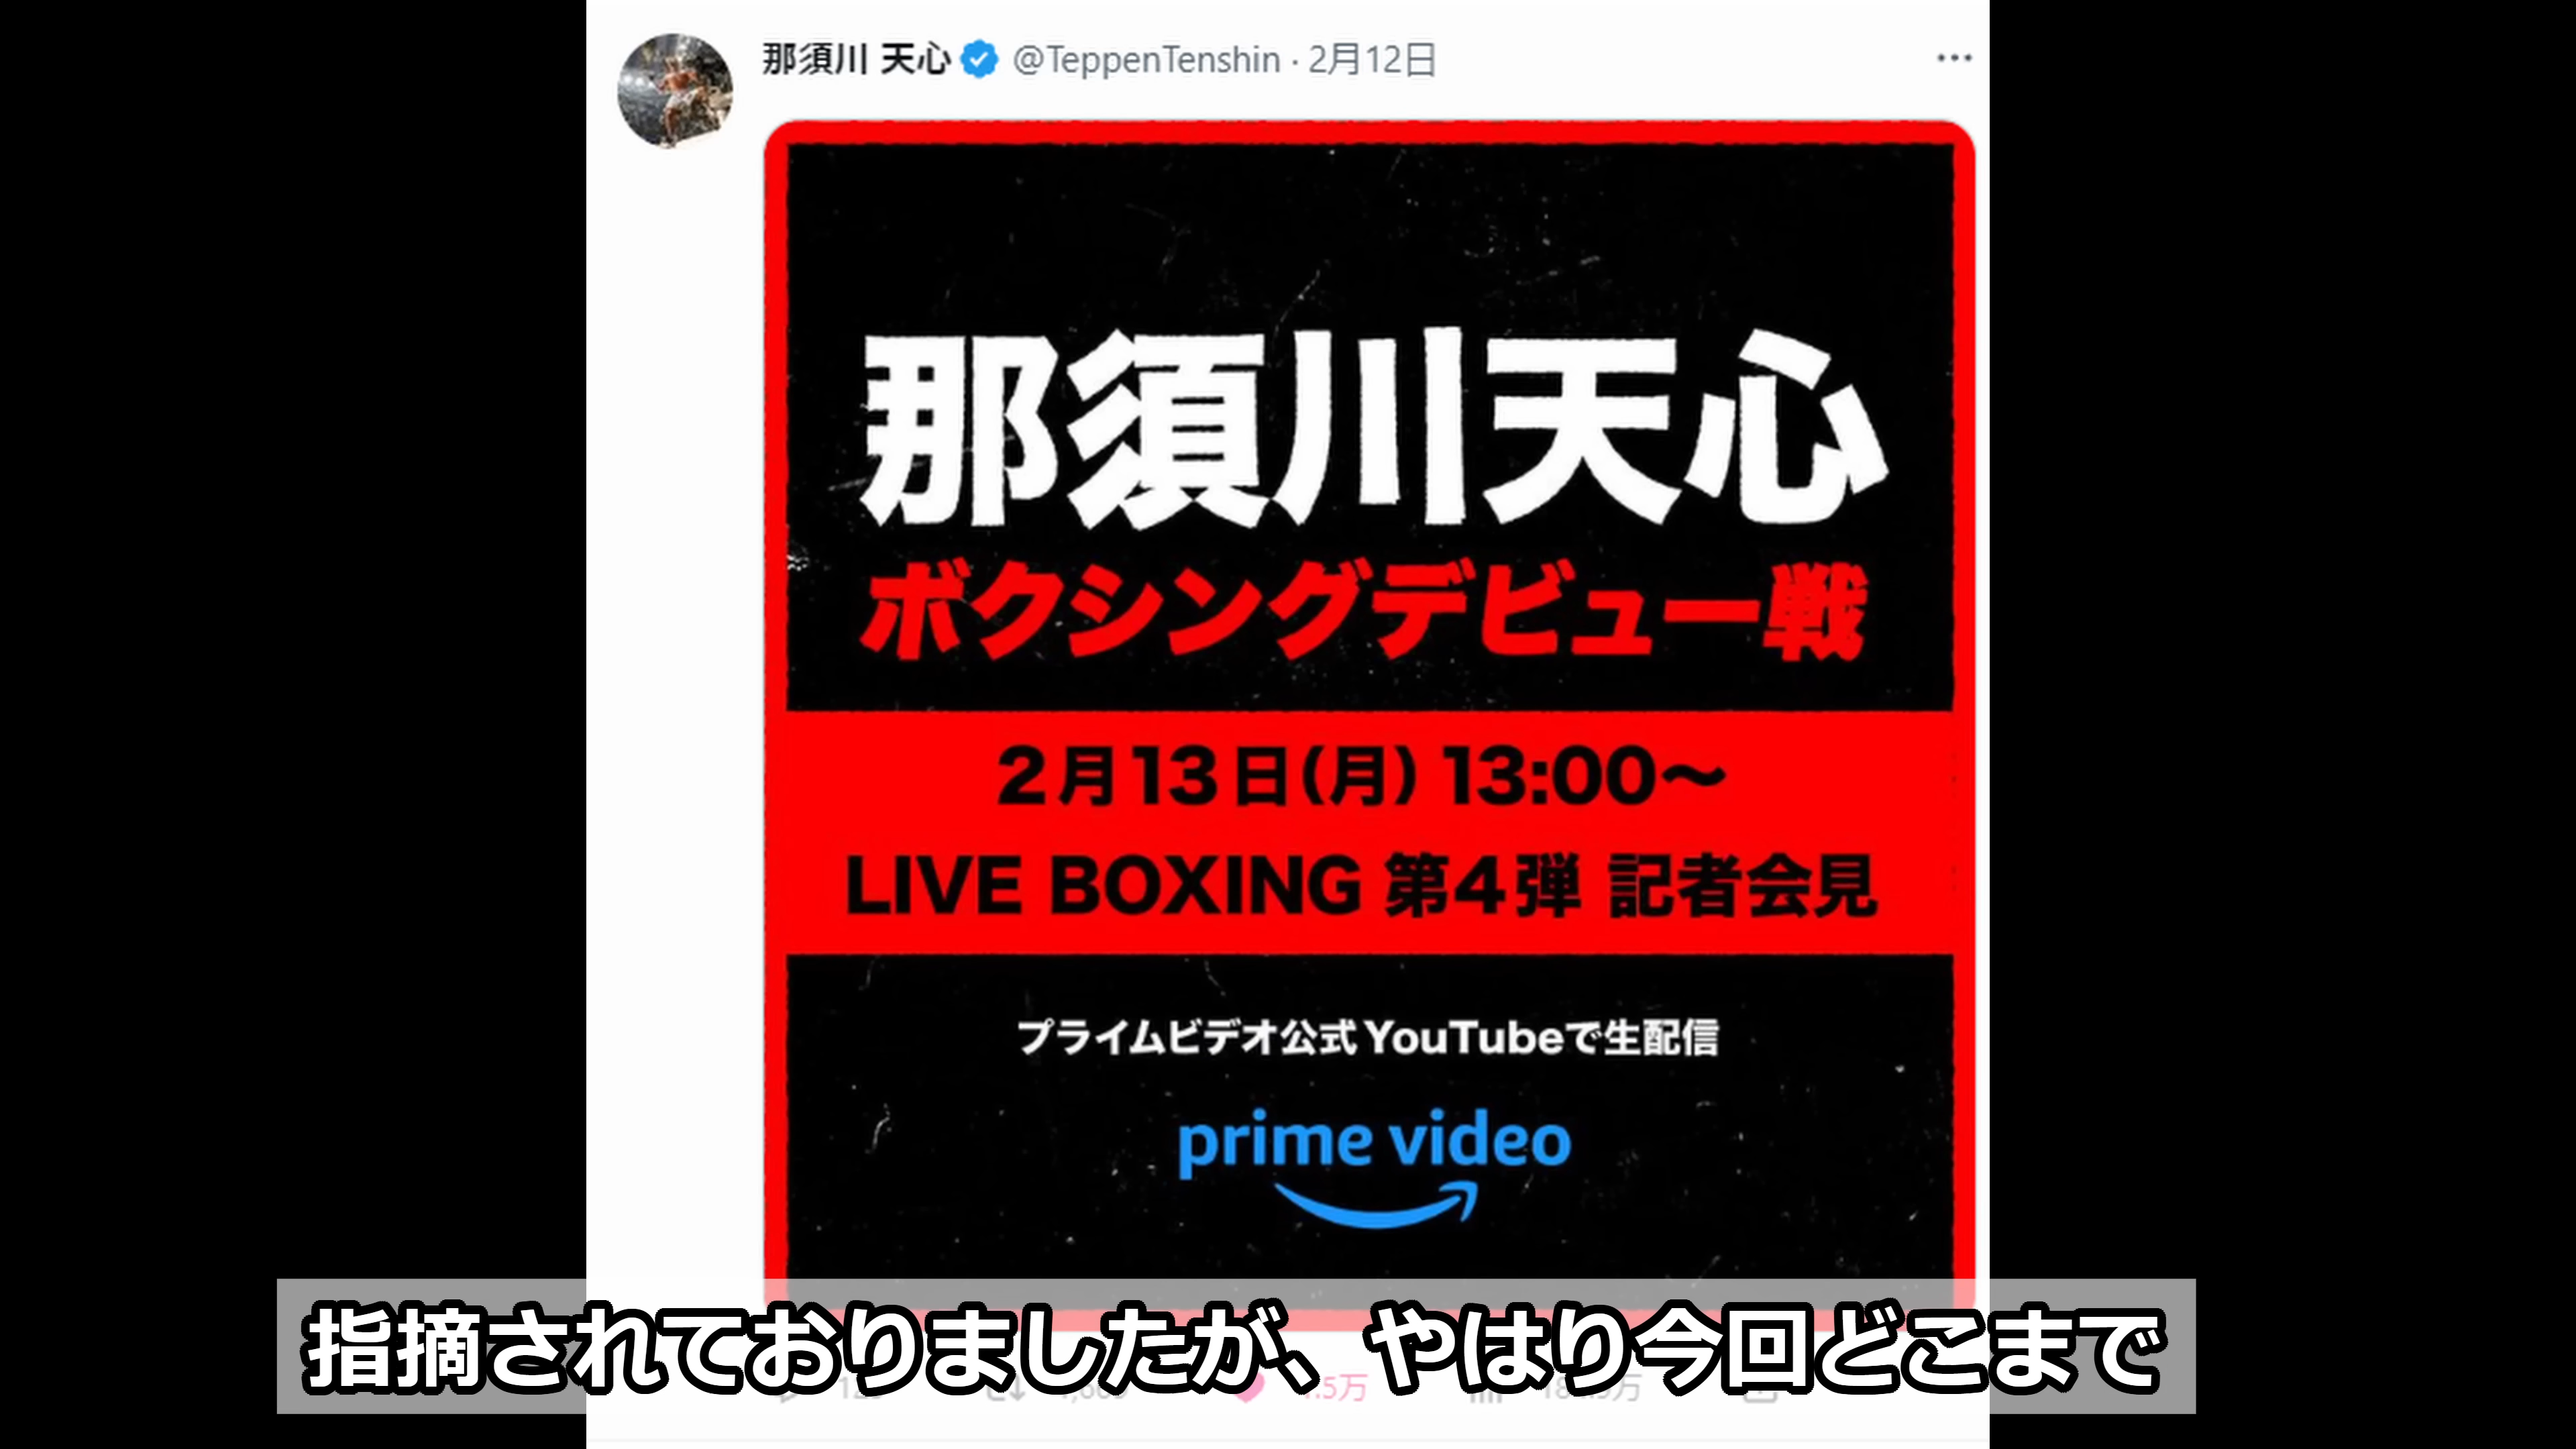 那須川 天心 @TeppenTenshin · 2月12日
那須川天心
ボクシングデビュー戦
2月13日(月) 13:00〜
LIVE BOXING 第4弾 記者会見
プライムビデオ公式YouTubeで生配信
prime video
指摘されておりましたが、やはり今回どこまで